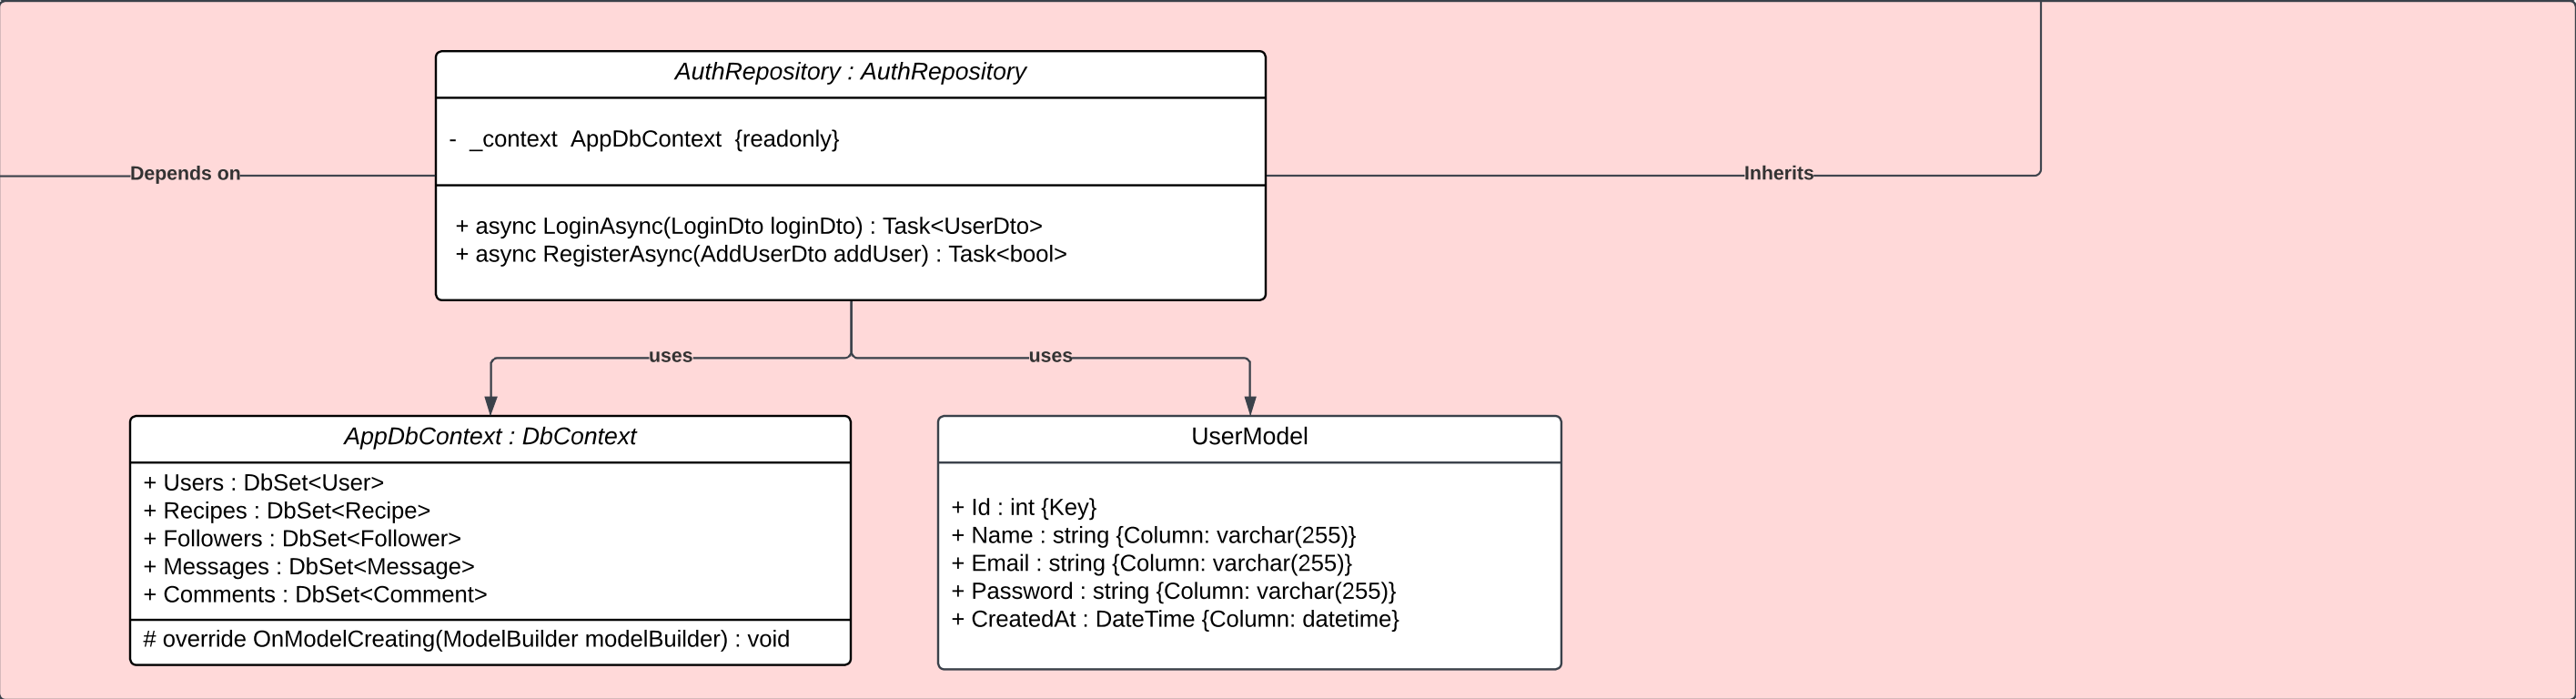 AuthRepository : AuthRepository
- _context AppDbContext {readonly}
Depends on
Inherits
+ async LoginAsync(LoginDto loginDto) : Task<UserDto>
+ async RegisterAsync(AddUserDto addUser) : Task<bool>
uses
uses
AppDbContext : DbContext
+ Users : DbSet<User>
+ Recipes : DbSet<Recipe>
+ Followers : DbSet<Follower>
+ Messages : DbSet<Message>
+ Comments : DbSet<Comment>
# override OnModelCreating(ModelBuilder modelBuilder) : void
UserModel
+ Id : int {Key}
+ Name : string {Column: varchar(255)}
+ Email : string {Column: varchar(255)}
+ Password : string {Column: varchar(255)}
+ CreatedAt : DateTime {Column: datetime}